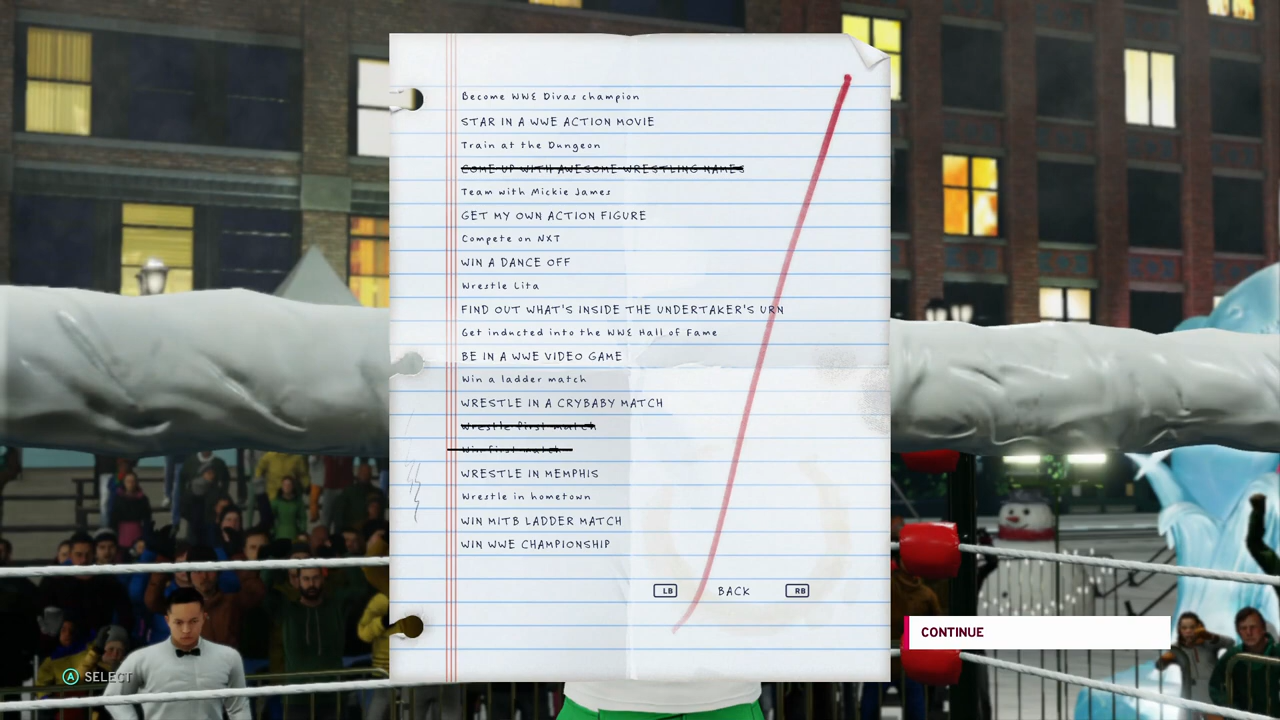 Become WWE Divas champion
STAR IN A WWE ACTION MOVIE
Train at the Dungeon
COME UP WITH AWESOME WRESTLING NAMES
Team with Mickie James
GET MY OWN ACTION FIGURE
Compete on NXT
WIN A DANCE OFF
Wrestle Lita
FIND OUT WHAT'S INSIDE THE UNDERTAKER'S URN
Get inducted into the WWE Hall of Fame
BE IN A WWE VIDEO GAME
Win a ladder match
WRESTLE IN A CRYBABY MATCH
Wrestle first match
Win first match
WRESTLE IN MEMPHIS
Wrestle in hometown
WIN MITB LADDER MATCH
WIN WWE CHAMPIONSHIP
LB BACK RB
CONTINUE
A SELECT